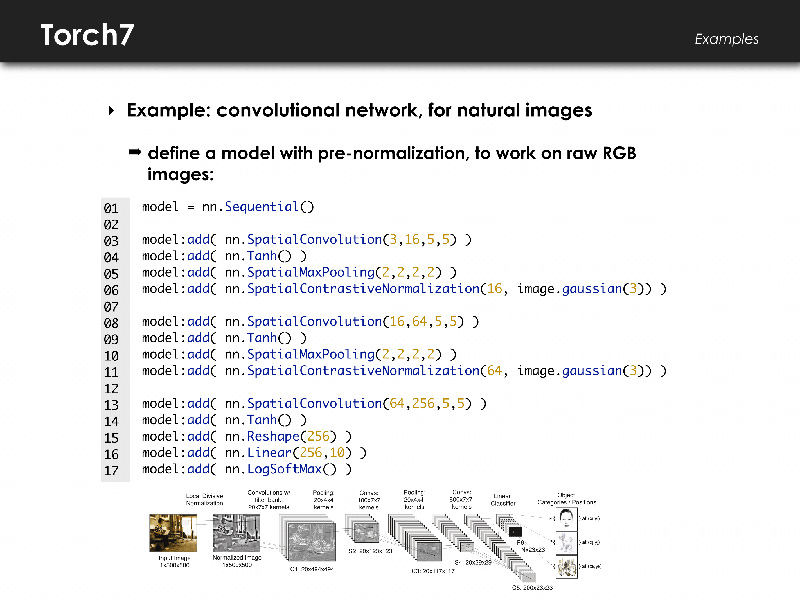 Torch7
Examples
Example: convolutional network, for natural images
define a model with pre-normalization, to work on raw RGB
images:
01 model = nn.Sequential()
02
03 model:add( nn.SpatialConvolution(3,16,5,5) )
04 model:add( nn.Tanh() )
05 model:add( nn.SpatialMaxPooling(2,2,2,2) )
06 model:add( nn.SpatialContrastiveNormalization(16, image.gaussian(3)) )
07
08 model:add( nn.SpatialConvolution(16,64,5,5) )
09 model:add( nn.Tanh() )
10 model:add( nn.SpatialMaxPooling(2,2,2,2) )
11 model:add( nn.SpatialContrastiveNormalization(64, image.gaussian(3)) )
12
13 model:add( nn.SpatialConvolution(64,256,5,5) )
14 model:add( nn.Tanh() )
15 model:add( nn.Reshape(256) )
16 model:add( nn.Linear(256,10) )
17 model:add( nn.LogSoftMax() )
Local Divisive
Normalization
Convolutions w/
filter bank:
20x7x7 kernels
Pooling:
20x4x4
kernels
Convs:
100x7x7
kernels
Pooling:
20x4x4
kernels
Convs:
800x7x7
kernels
Linear
Classifier
Object
Categories / Positions
Input Image
1x500x500
Normalized Image
1x500x500
C1: 20x494x494
S2: 20x123x123
C3: 20x117x117
S4: 20x29x29
C5: 200x23x23
F6:
Nx23x23